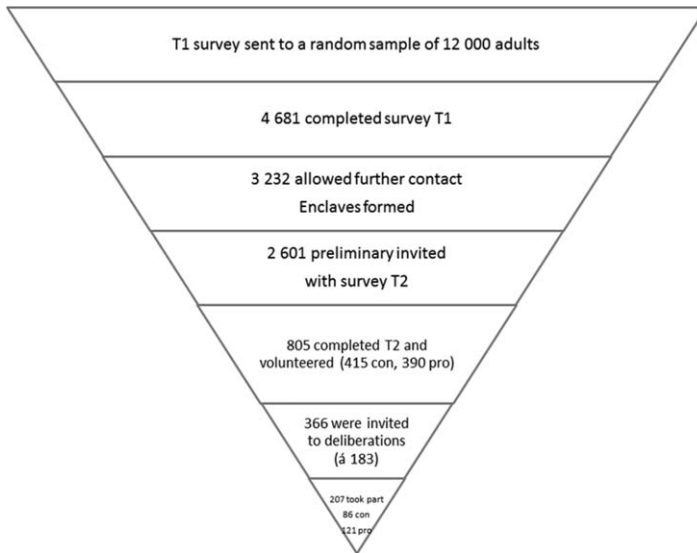 T1 survey sent to a random sample of 12 000 adults
4 681 completed survey T1
3 232 allowed further contact
Enclaves formed
2 601 preliminary invited
with survey T2
805 completed T2 and
volunteered (415 con, 390 pro)
366 were invited
to deliberations
(á 183)
207 took part
86 con
121 pro